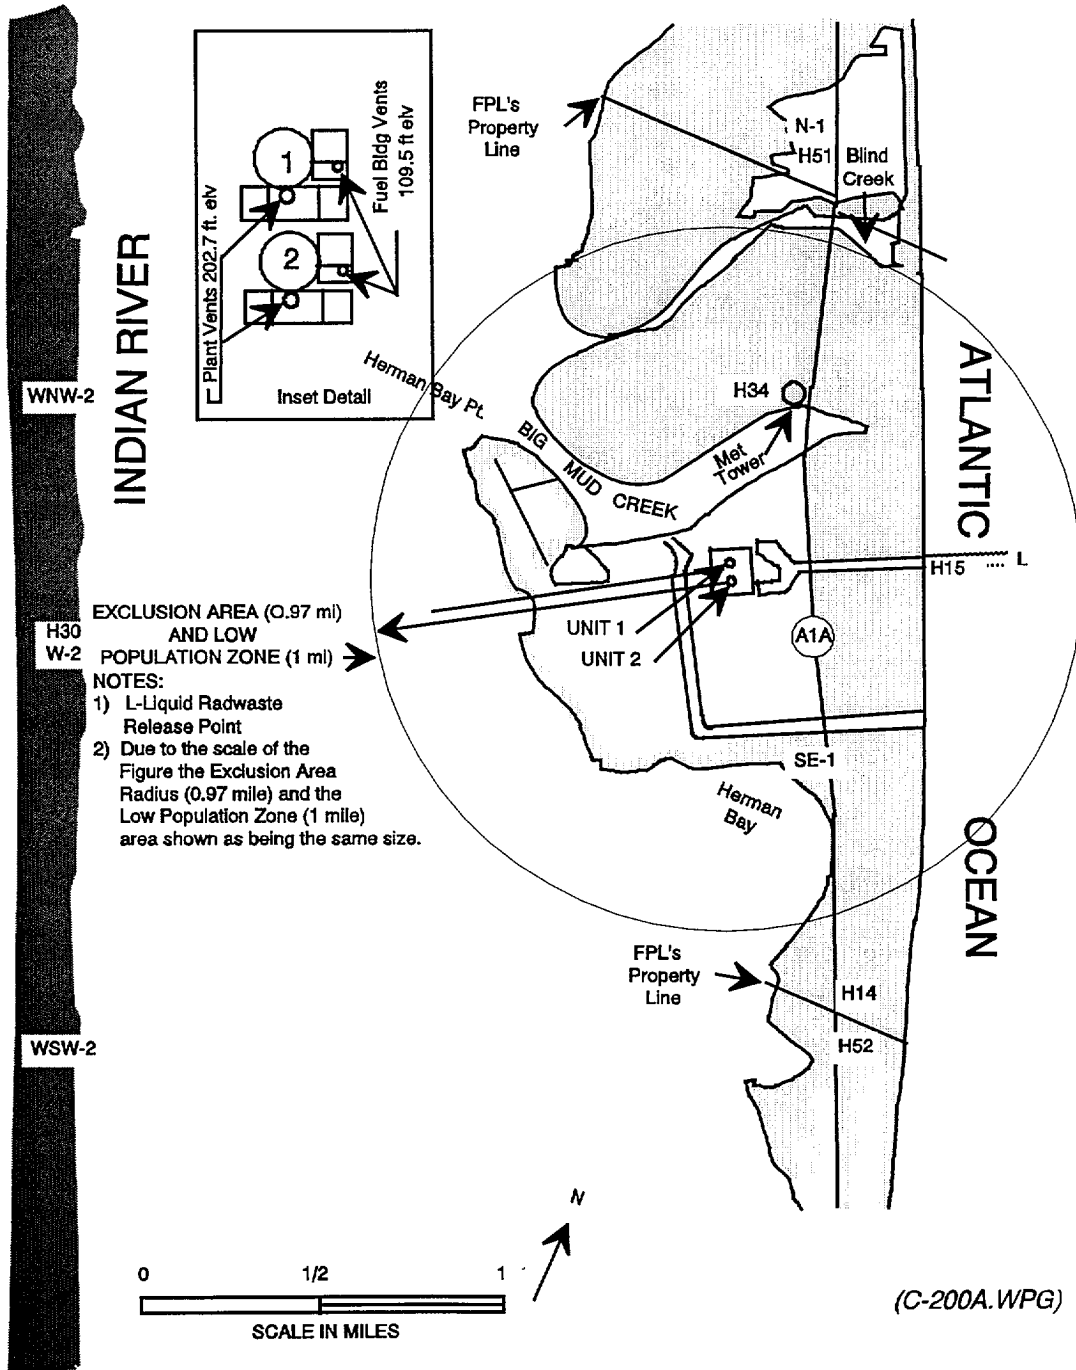 FPL's
Property
Line
N-1
H51
Blind
Creek
Plant Vents 202.7 ft. elv
1
2
Fuel Bldg Vents
109.5 ft elv
Inset Detail
INDIAN RIVER
WNW-2
Herman Bay Pt.
BIG
MUD
CREEK
H34
Met
Tower
ATLANTIC
OCEAN
H15
L
UNIT 1
UNIT 2
A1A
H30
W-2
EXCLUSION AREA (0.97 mi)
AND LOW
POPULATION ZONE (1 mi)
NOTES:
1) L-Liquid Radwaste
Release Point
2) Due to the scale of the
Figure the Exclusion Area
Radius (0.97 mile) and the
Low Population Zone (1 mile)
area shown as being the same size.
SE-1
Herman
Bay
FPL's
Property
Line
H14
H52
WSW-2
N
0 1/2 1
SCALE IN MILES
(C-200A.WPG)